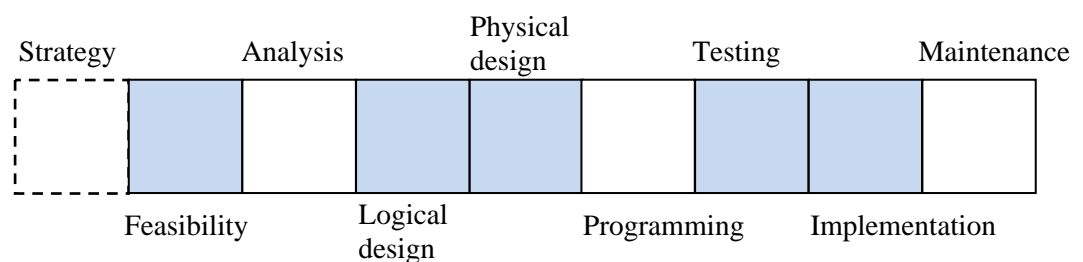 Physical
Strategy
Analysis
design
Testing
Maintenance
Feasibility
Logical
design
Programming
Implementation